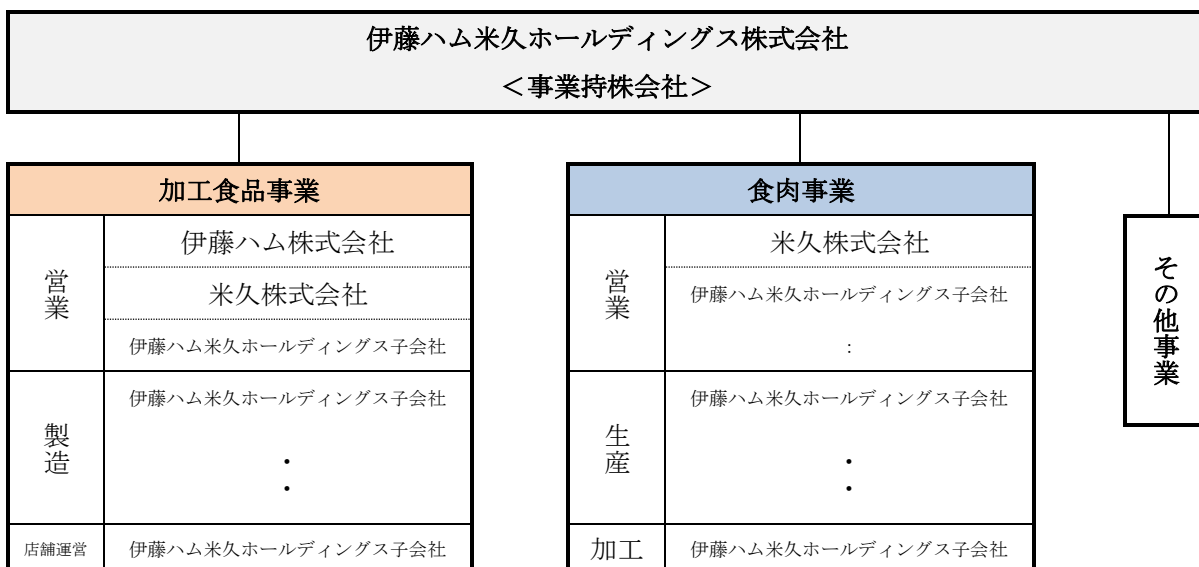 伊藤ハム米久ホールディングス株式会社
＜事業持株会社＞
加工食品事業
営業
伊藤ハム株式会社
米久株式会社
伊藤ハム米久ホールディングス子会社
製造
伊藤ハム米久ホールディングス子会社
・
・
店舗運営
伊藤ハム米久ホールディングス子会社
食肉事業
営業
米久株式会社
伊藤ハム米久ホールディングス子会社
:
生産
伊藤ハム米久ホールディングス子会社
・
・
加工
伊藤ハム米久ホールディングス子会社
その他事業